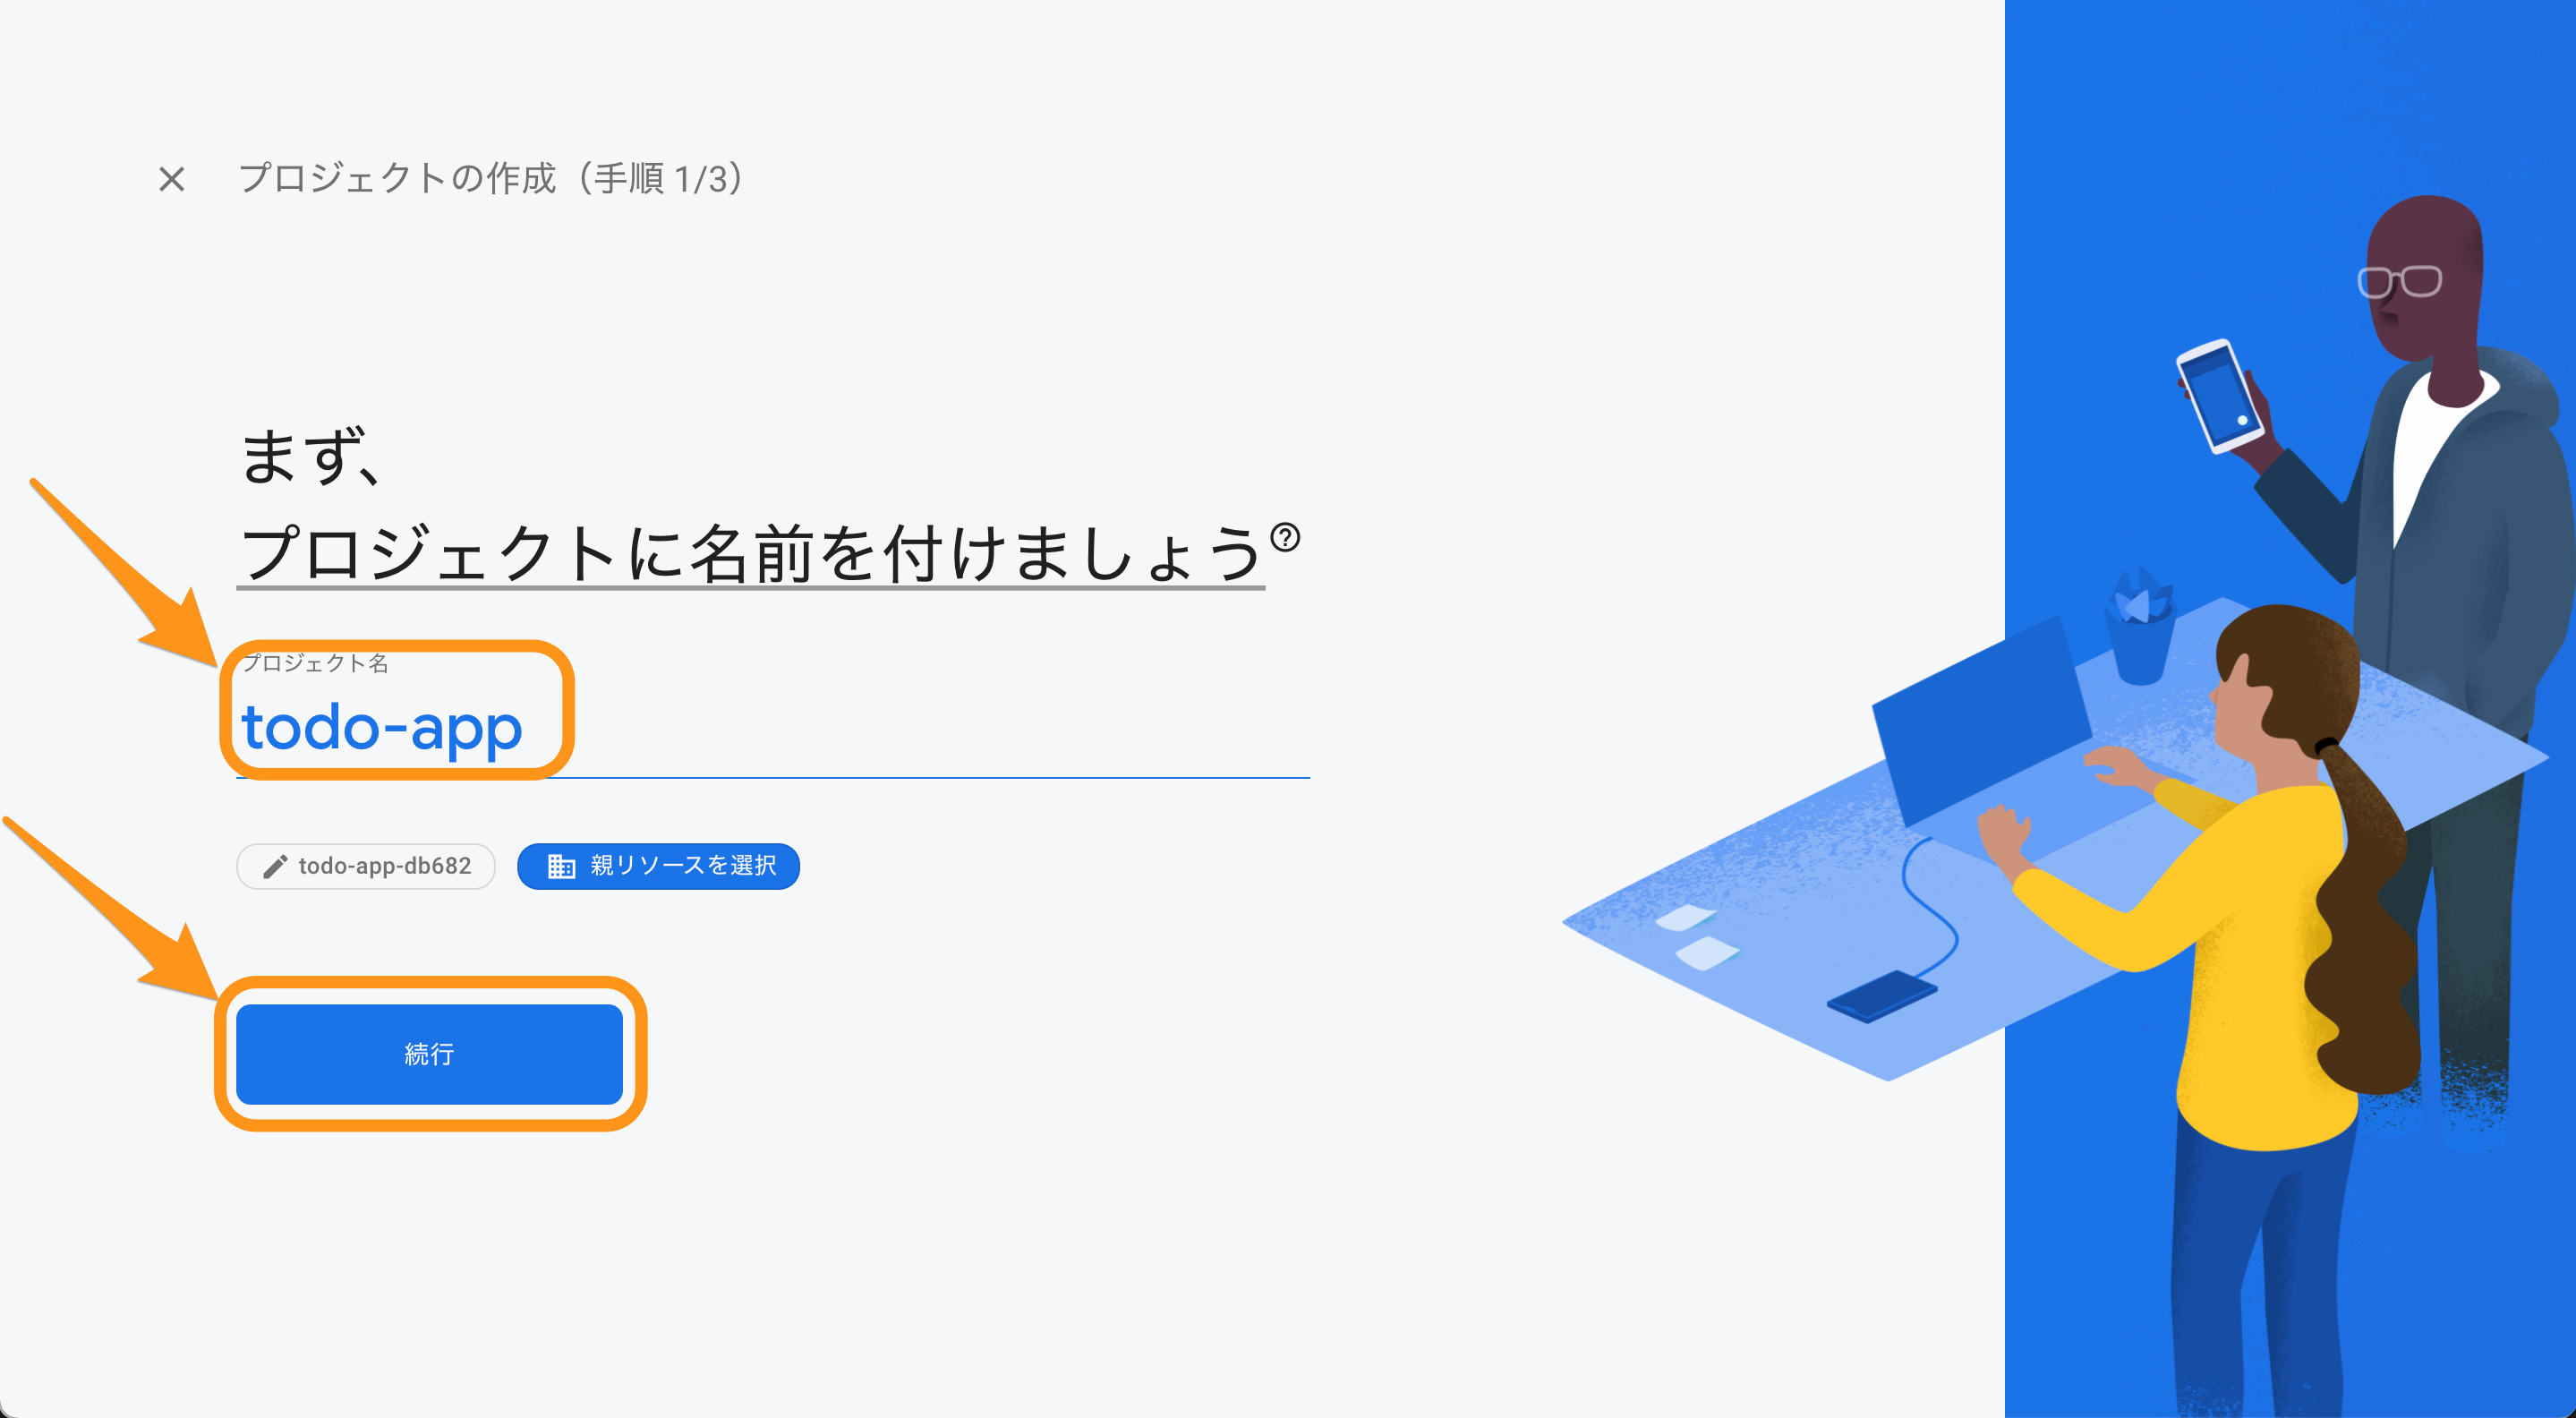 プロジェクトの作成（手順 1/3）
まず、
プロジェクトに名前を付けましょう
プロジェクト名
todo-app
todo-app-db682
親リソースを選択
続行